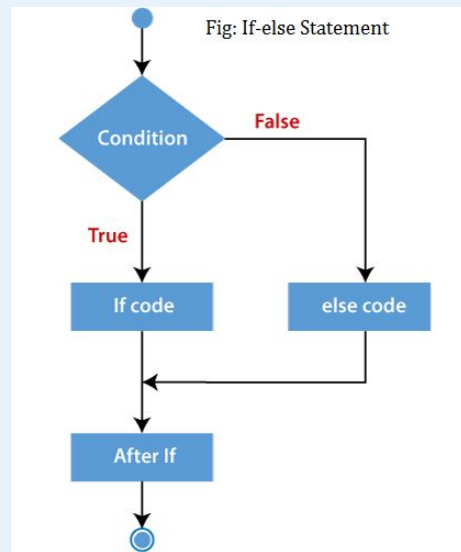 Fig: If-else Statement
Condition
False
True
If code
else code
After If